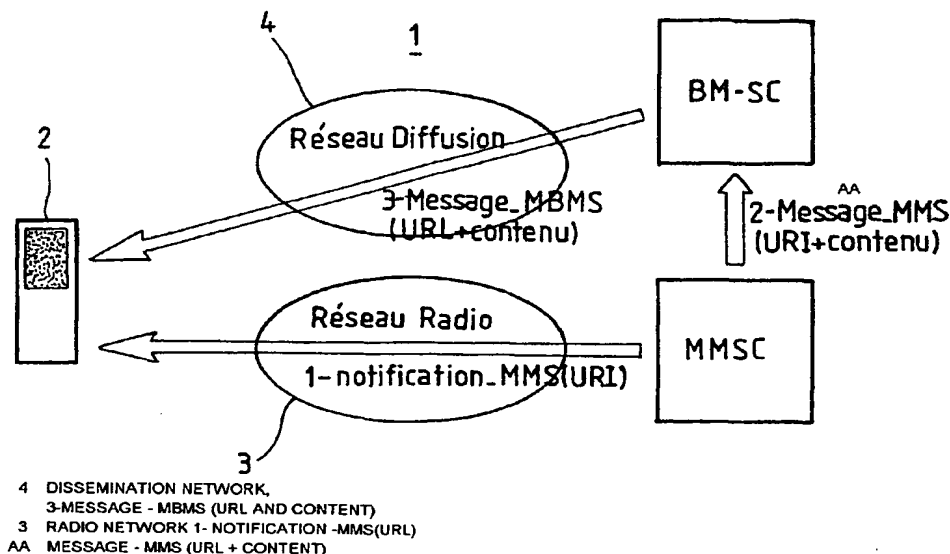 4
1
BM-SC
2
Réseau Diffusion
AA
3-Message_MBMS
(URL+contenu)
2-Message_MMS
(URI+contenu)
Réseau Radio
MMSC
1-notification_MMS(URI)
3
4 DISSEMINATION NETWORK,
3-MESSAGE - MBMS (URL AND CONTENT)
3 RADIO NETWORK 1- NOTIFICATION -MMS(URL)
AA MESSAGE - MMS (URL + CONTENT)